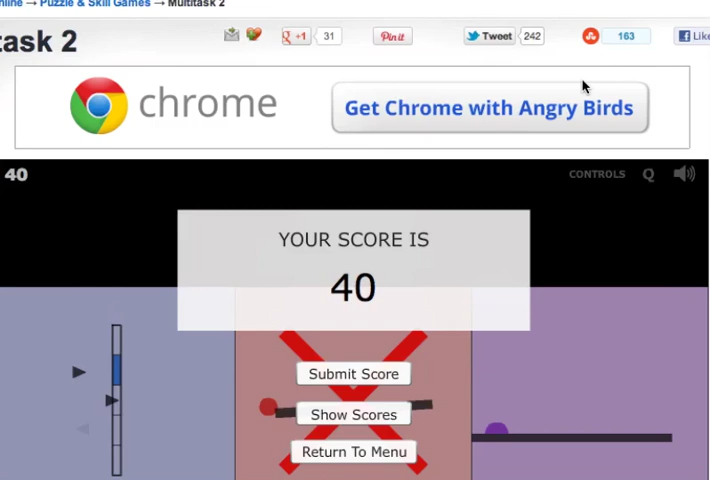 nline → Puzzle & Skill Games → Multitask 2
task 2
+1 31 Pin it Tweet 242 163 Like
chrome
Get Chrome with Angry Birds
40
CONTROLS Q
YOUR SCORE IS
40
Submit Score
Show Scores
Return To Menu